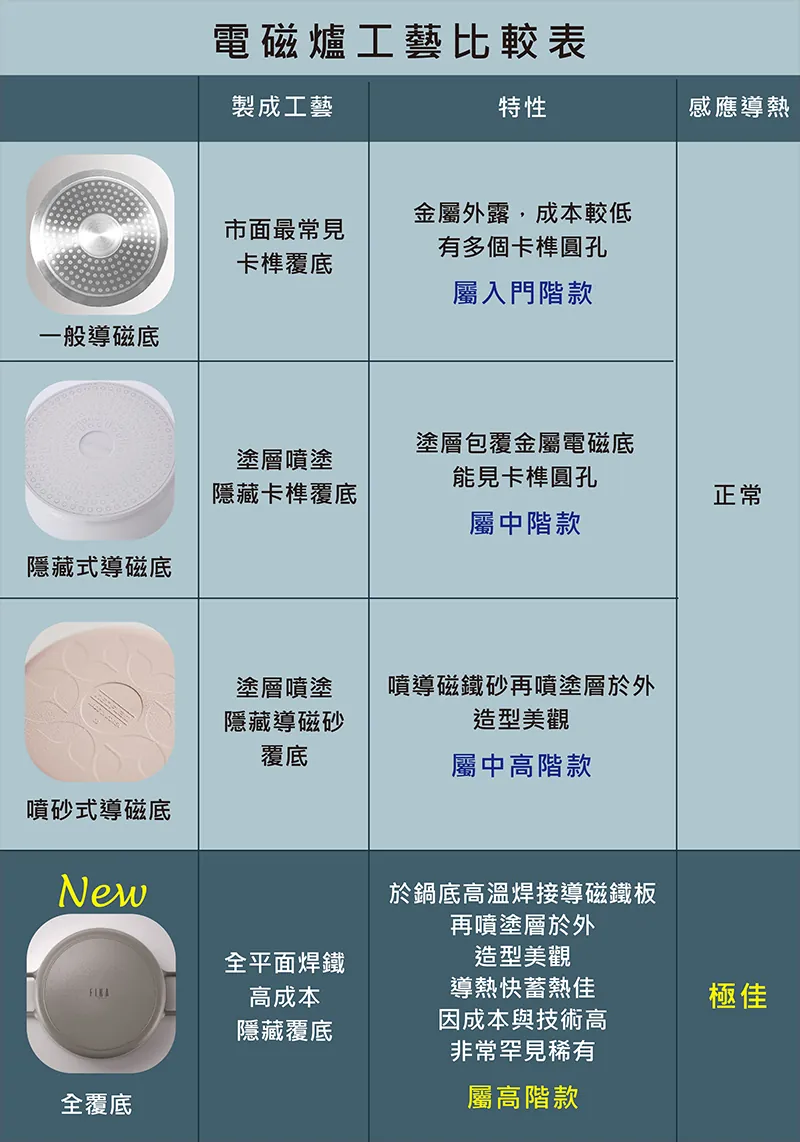 電磁爐工藝比較表
製成工藝
特性
感應導熱
一般導磁底
市面最常見
卡榫覆底
金屬外露，成本較低
有多個卡榫圓孔
屬入門階款
隱藏式導磁底
塗層噴塗
隱藏卡榫覆底
塗層包覆金屬電磁底
能見卡榫圓孔
屬中階款
正常
噴砂式導磁底
塗層噴塗
隱藏導磁砂
覆底
噴導磁鐵砂再噴塗層於外
造型美觀
屬中高階款
New
FIKA
全覆底
全平面焊鐵
高成本
隱藏覆底
於鍋底高溫焊接導磁鐵板
再噴塗層於外
造型美觀
導熱快蓄熱佳
因成本與技術高
非常罕見稀有
屬高階款
極佳